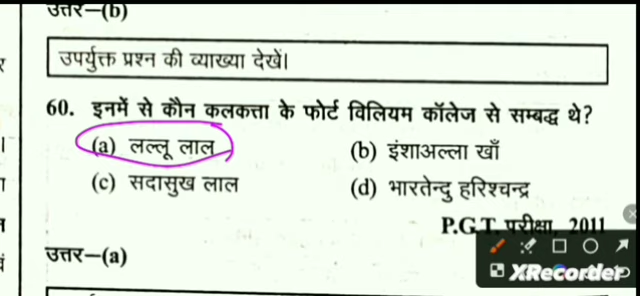 उत्तर—(b)
उपर्युक्त प्रश्न की व्याख्या देखें।
60. इनमें से कौन कलकत्ता के फोर्ट विलियम कॉलेज से सम्बद्ध थे?
(a) लल्लू लाल (b) इंशाअल्ला खाँ
(c) सदासुख लाल (d) भारतेन्दु हरिश्चन्द्र
P.G.T. परीक्षा, 2011
उत्तर—(a)
XRecorder